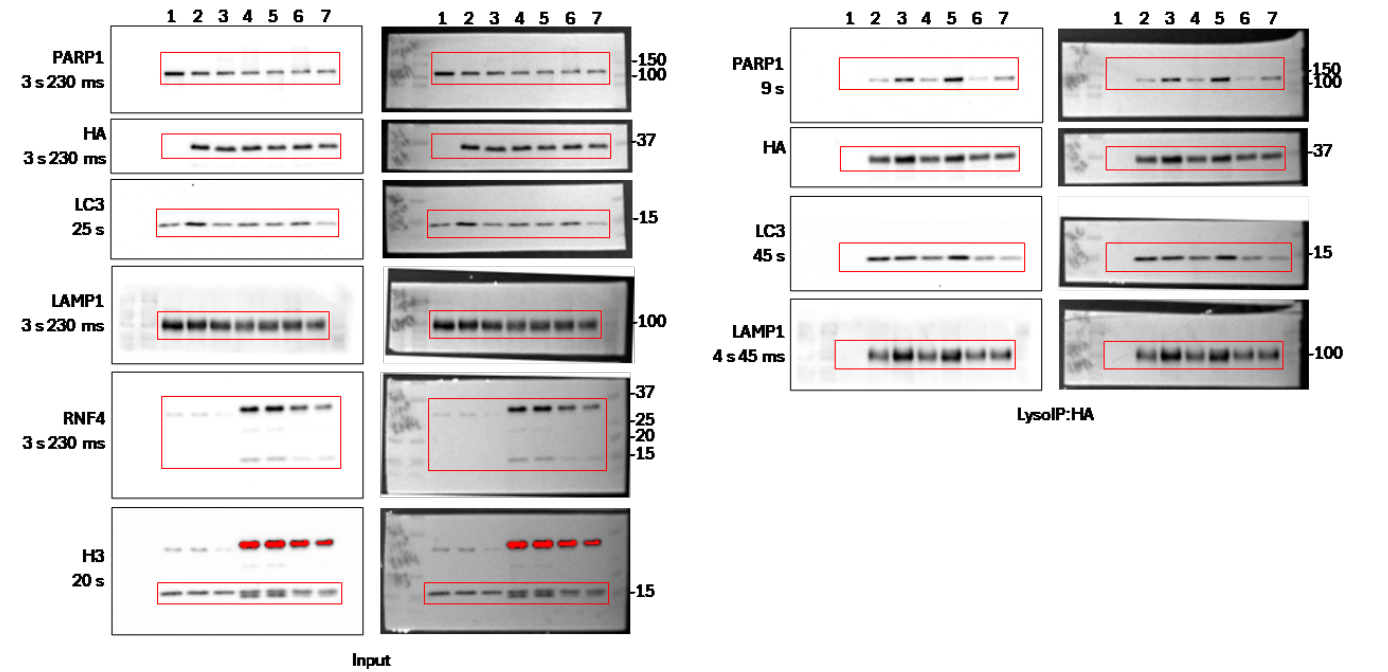 1 2 3 4 5 6 7
1 2 3 4 5 6 7
PARP1
3 s 230 ms
-150
-100
HA
3 s 230 ms
-37
LC3
25 s
-15
LAMP1
3 s 230 ms
-100
RNF4
3 s 230 ms
-37
-25
-20
-15
H3
20 s
-15
Input
1 2 3 4 5 6 7
1 2 3 4 5 6 7
PARP1
9 s
-150
-100
HA
-37
LC3
45 s
-15
LAMP1
4 s 45 ms
-100
LysoIP:HA